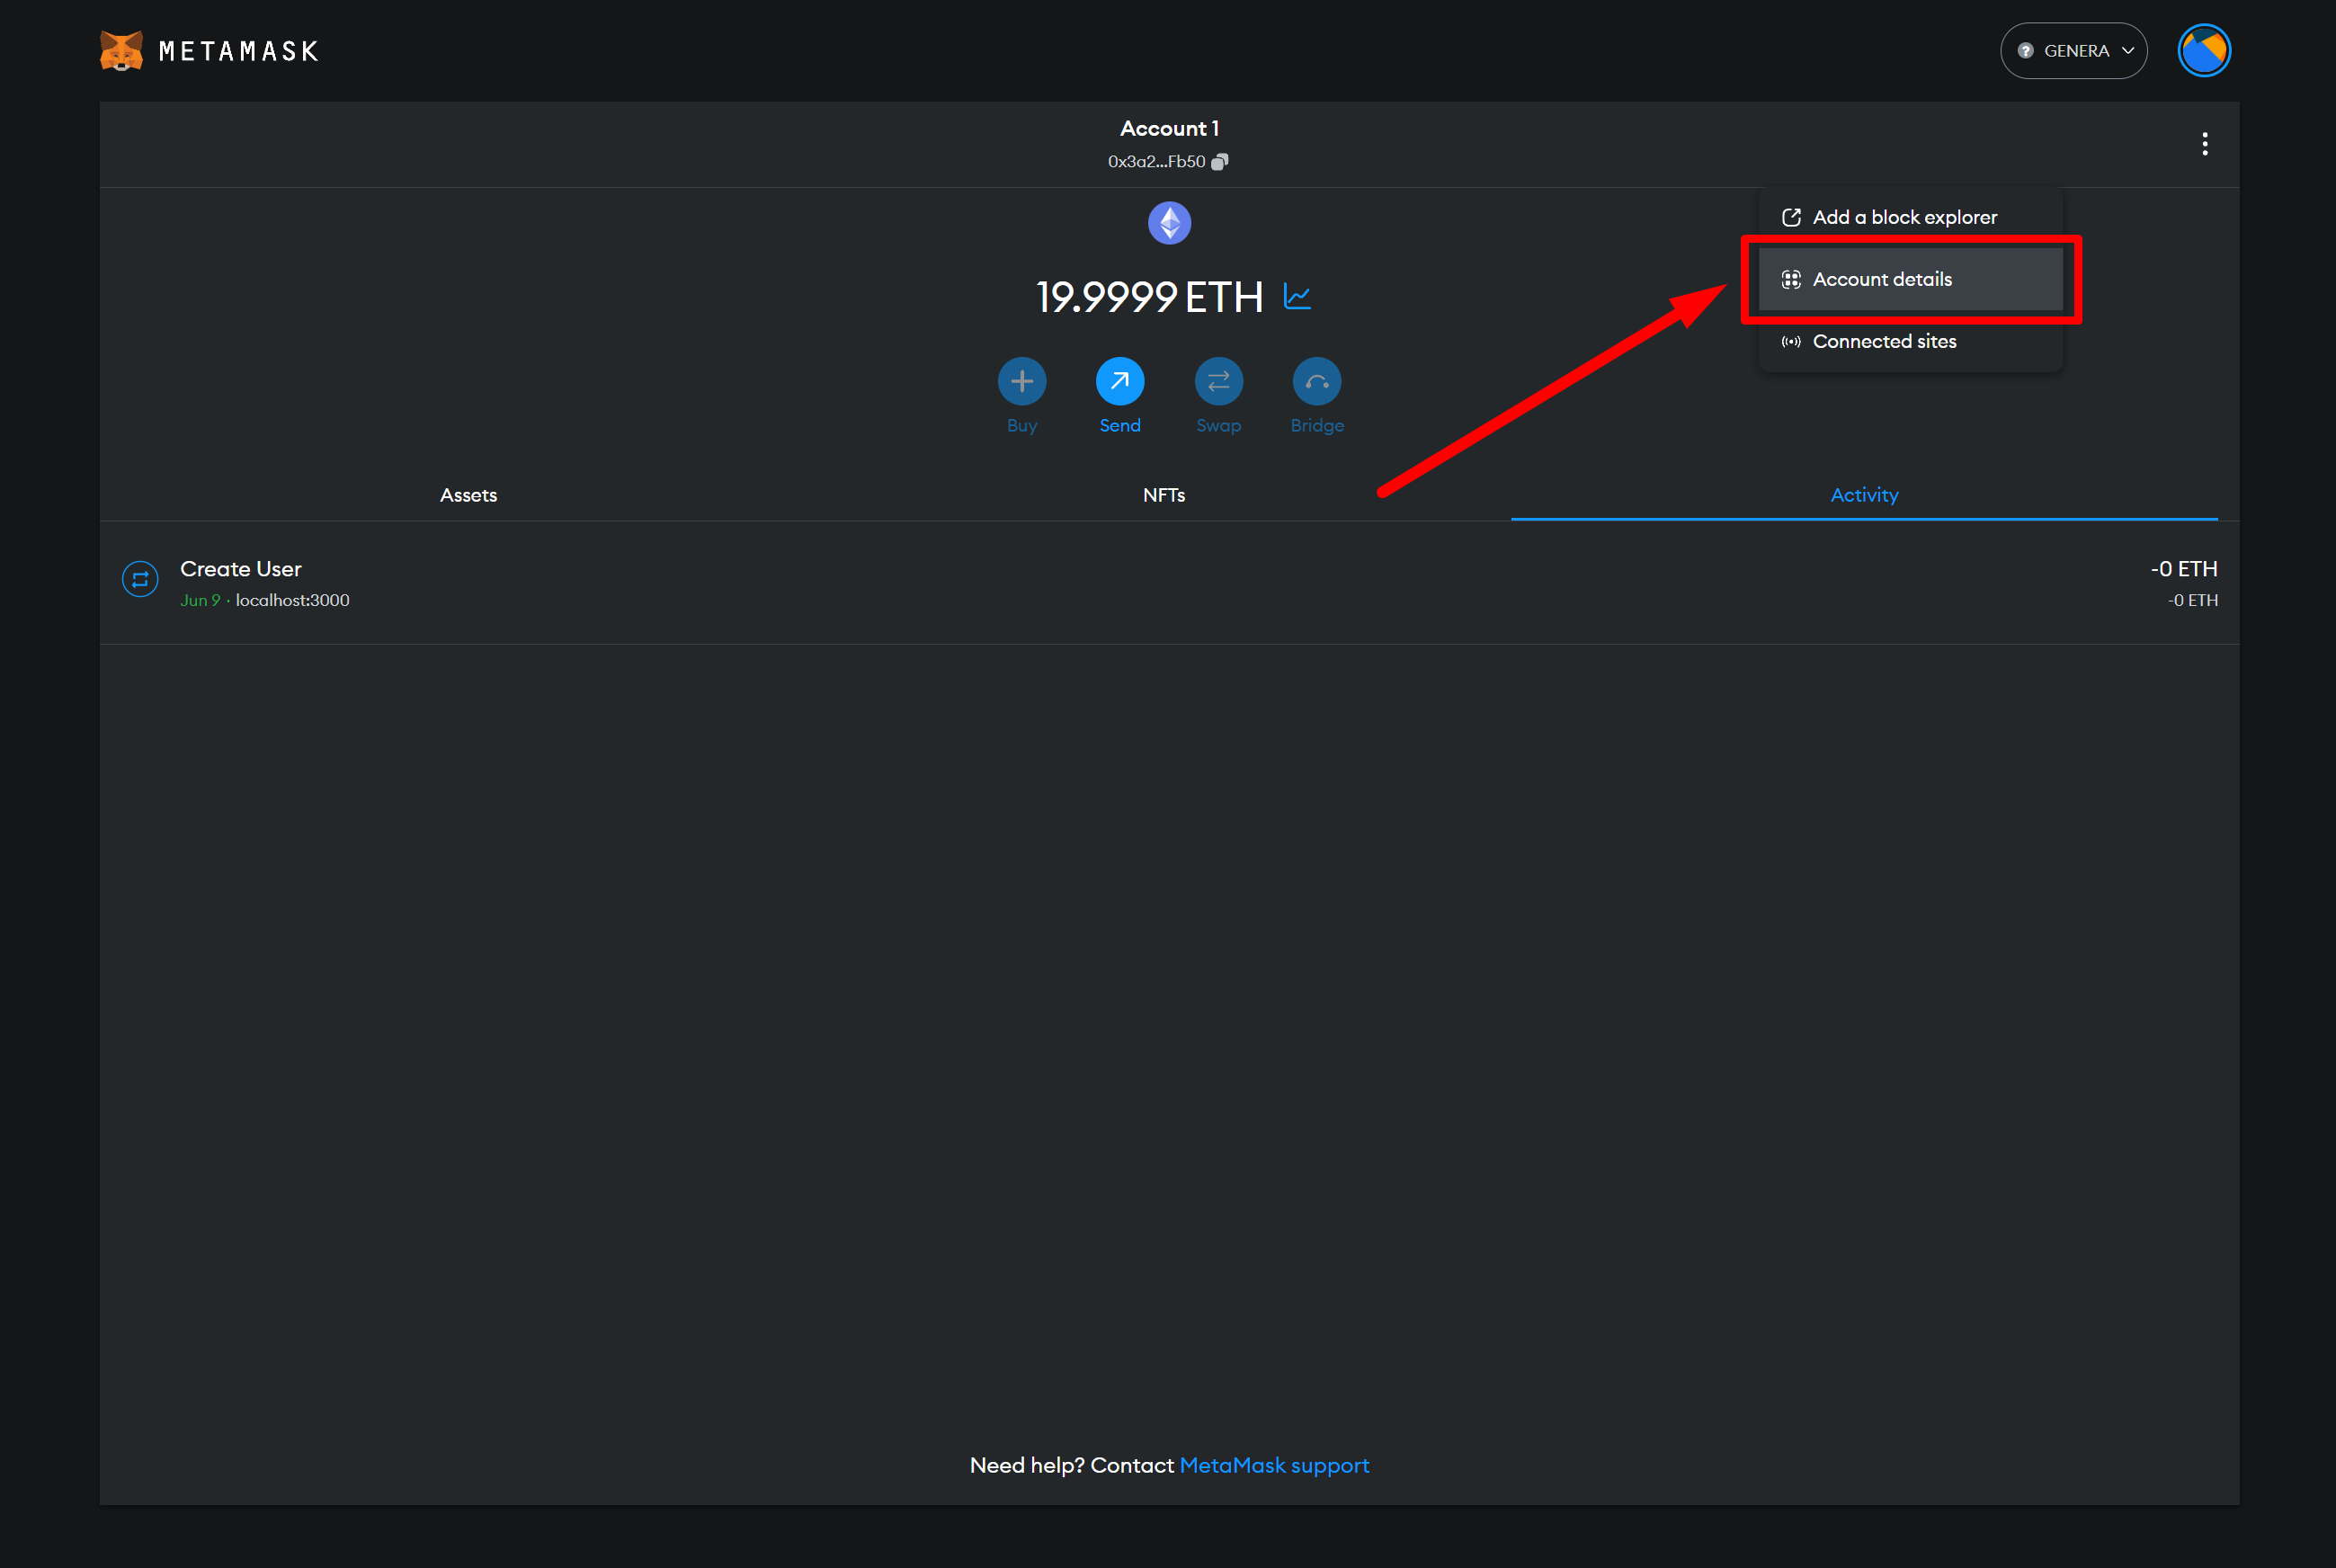 METAMASK
GENERA
Account 1
0x3a2...Fb50
Add a block explorer
Account details
Connected sites
19.9999 ETH
Buy
Send
Swap
Bridge
Assets
NFTs
Activity
Create User
-0 ETH
Jun 9 · localhost:3000
-0 ETH
Need help? Contact MetaMask support